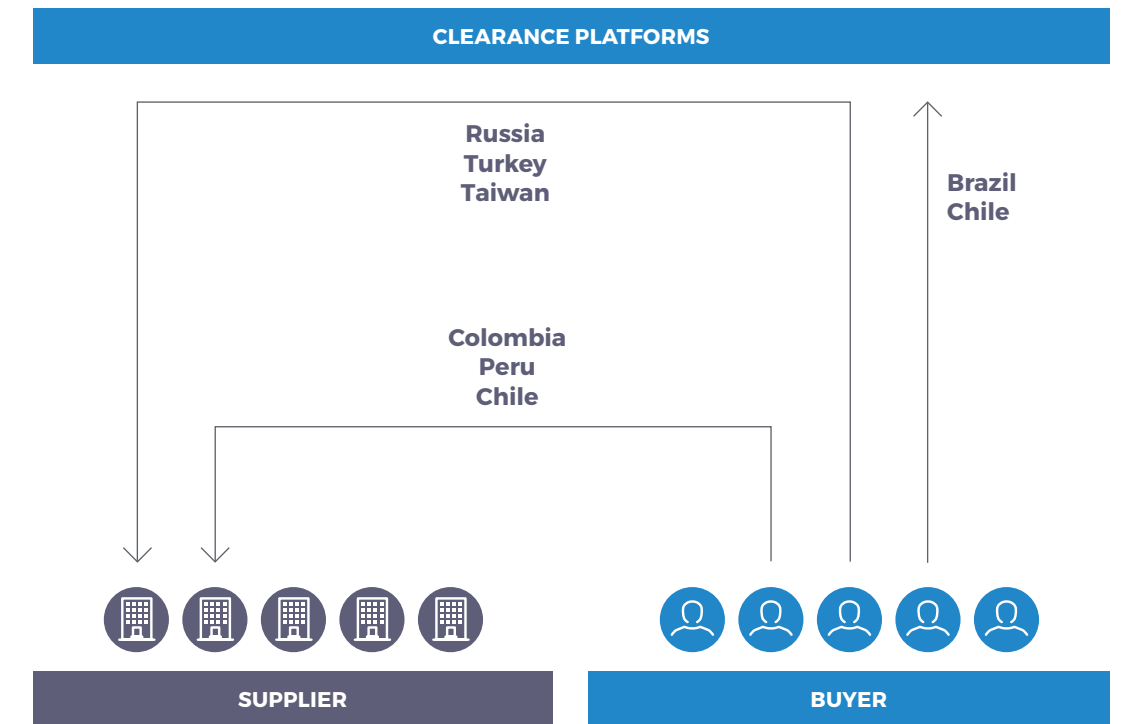 CLEARANCE PLATFORMS
Russia
Turkey
Taiwan
Brazil
Chile
Colombia
Peru
Chile
SUPPLIER
BUYER